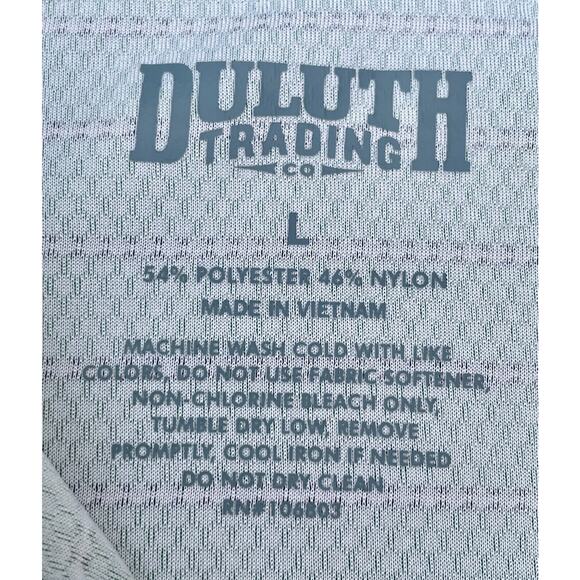 DULUTH
TRADING
CO
L
54% POLYESTER 46% NYLON
MADE IN VIETNAM
MACHINE WASH COLD WITH LIKE
COLORS, DO NOT USE FABRIC SOFTENER,
NON-CHLORINE BLEACH ONLY,
TUMBLE DRY LOW, REMOVE
PROMPTLY, COOL IRON IF NEEDED
DO NOT DRY CLEAN
RN#106803